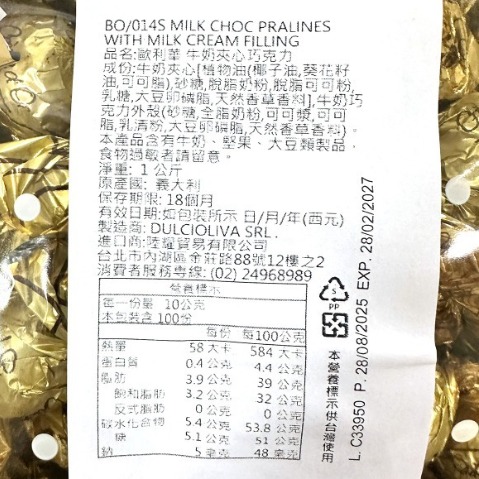 BO/014S MILK CHOC PRALINES
WITH MILK CREAM FILLING
品名:歐利華 牛奶夾心巧克力
成份:牛奶夾心[植物油(椰子油,葵花籽
油,可可脂),砂糖,脫脂奶粉,脫脂可可粉,
乳糖,大豆卵磷脂,天然香草香料],牛奶巧
克力外殼(砂糖,全脂奶粉,可可漿,可可
脂,乳清粉,大豆卵磷脂,天然香草香料)。
本產品含有牛奶、堅果、大豆類製品,
食物過敏者請留意。
淨重: 1 公斤
原產國: 義大利
保存期限: 18個月
有效日期:如包裝所示 日/月/年(西元)
製造商: DULCIOLIVA SRL.
進口商:陸耀貿易有限公司
台北市內湖區金莊路88號12樓之2
消費者服務專線: (02) 24968989
營養標示
每一份量 10公克
本包裝含 100份
每份 每100公克
熱量 58 大卡 584 大卡
蛋白質 0.4 公克 4.4 公克
脂肪 3.9 公克 39 公克
飽和脂肪 3.2 公克 32 公克
反式脂肪 0 公克 0 公克
碳水化合物 5.4 公克 53.8 公克
糖 5.1 公克 51 公克
鈉 5 毫克 48 毫克
PP
本營養標示供台灣使用
L. C33950 P. 28/08/2025 EXP. 28/02/2027